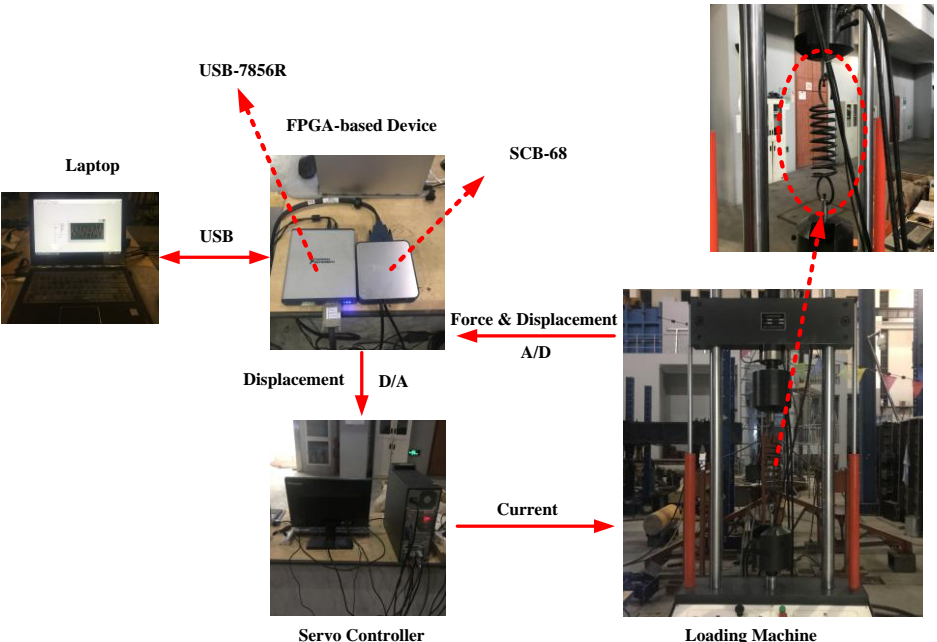 USB-7856R
FPGA-based Device
SCB-68
Laptop
USB
Force & Displacement
A/D
Displacement
D/A
Current
Servo Controller
Loading Machine